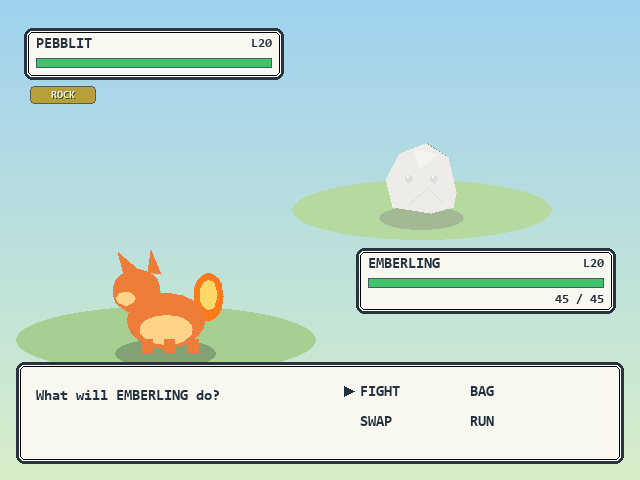 PEBBLIT L20
ROCK
EMBERLING L20
45 / 45
What will EMBERLING do?
FIGHT BAG
SWAP RUN